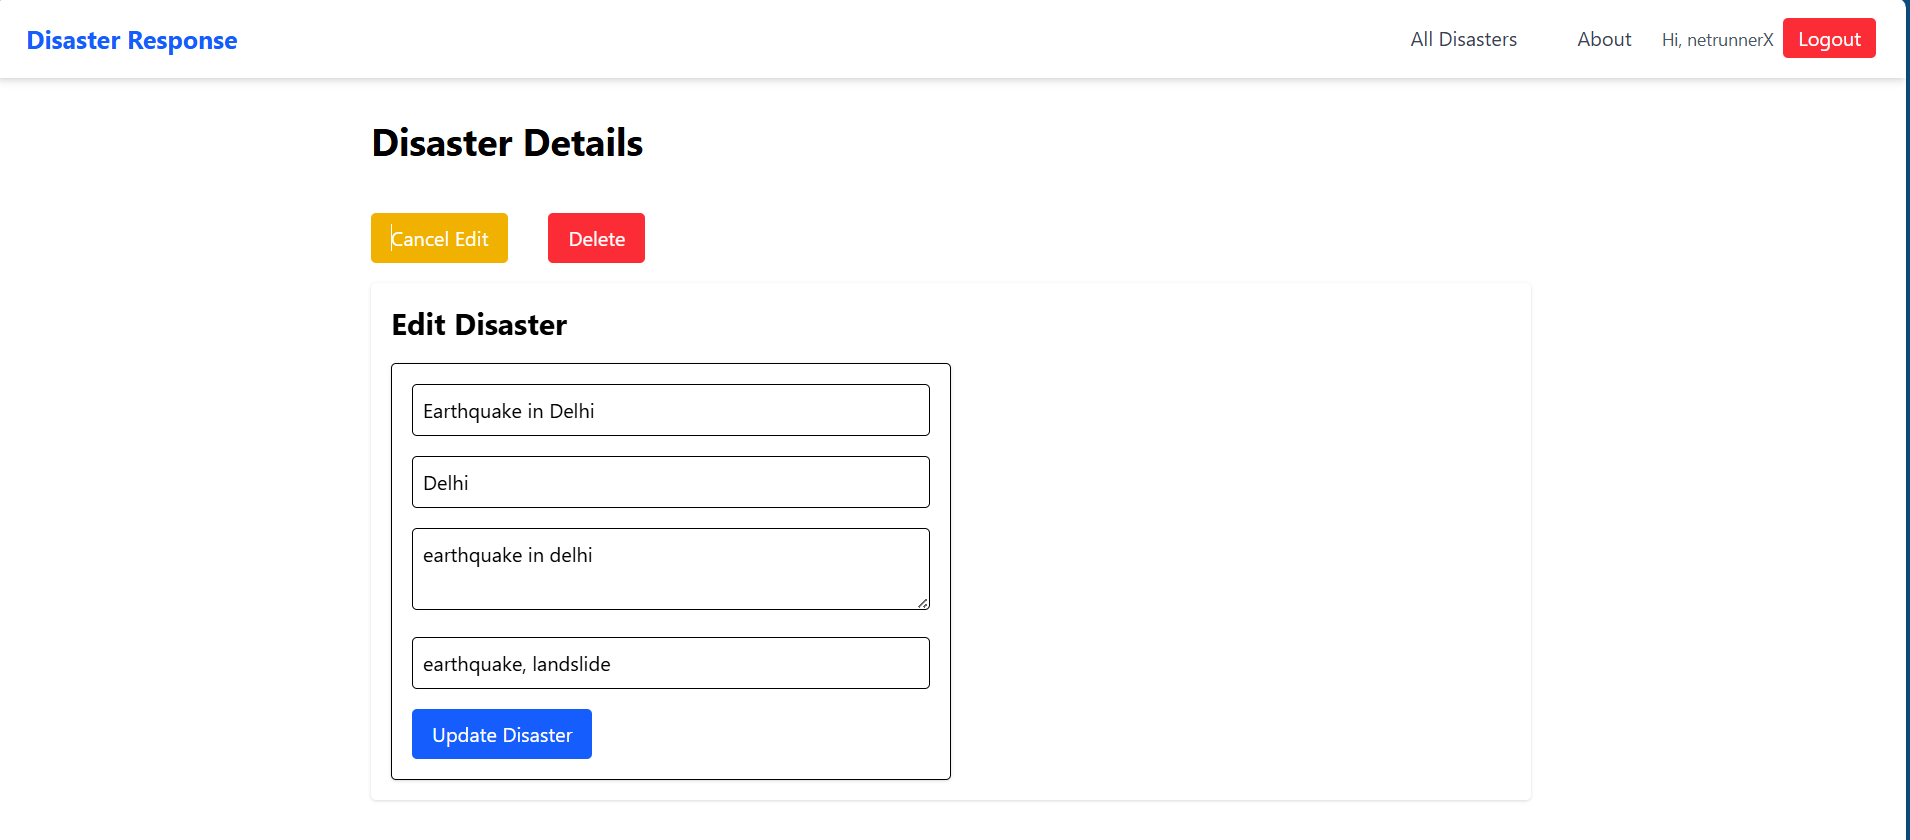 Disaster Response
All Disasters
About
Hi, netrunnerX
Logout
Disaster Details
Cancel Edit
Delete
Edit Disaster
Earthquake in Delhi
Delhi
earthquake in delhi
earthquake, landslide
Update Disaster